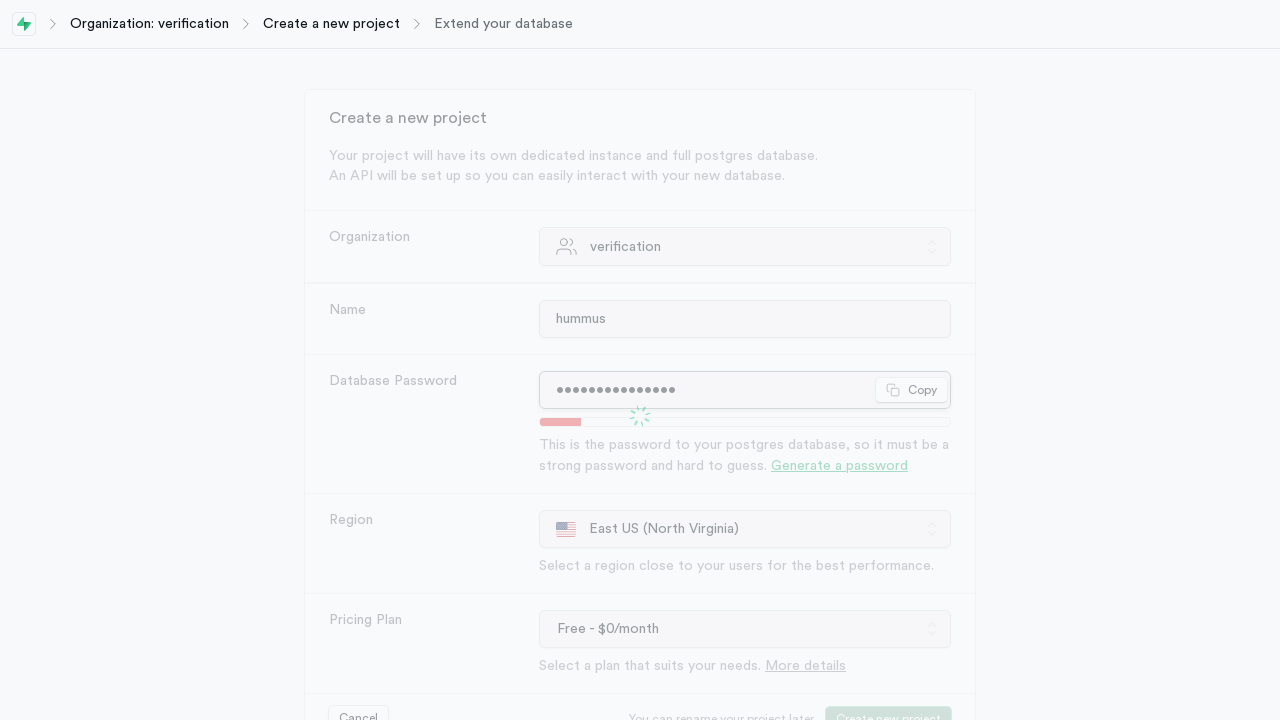 Organization: verification
Create a new project
Extend your database
Create a new project
Your project will have its own dedicated instance and full postgres database.
An API will be set up so you can easily interact with your new database.
Organization
verification
Name
hummus
Database Password
•••••••••••••••
Copy
This is the password to your postgres database, so it must be a
strong password and hard to guess. Generate a password
Region
East US (North Virginia)
Select a region close to your users for the best performance.
Pricing Plan
Free - $0/month
Select a plan that suits your needs. More details
Cancel
You can rename your project later
Create new project